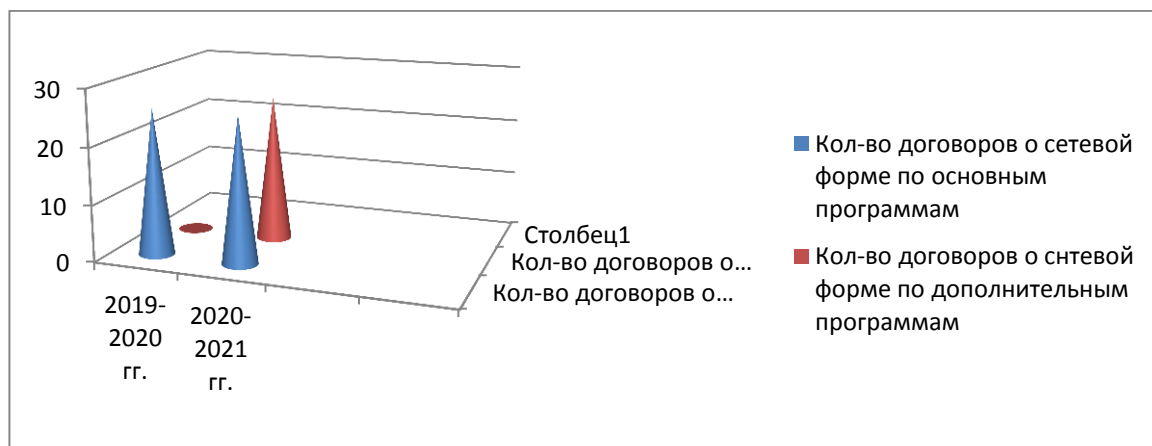 30
20
10
0
2019-
2020
гг.
2020-
2021
гг.
Столбец1
Кол-во договоров о…
Кол-во договоров о…
Кол-во договоров о сетевой
форме по основным
программам
Кол-во договоров о снтевой
форме по дополнительным
программам